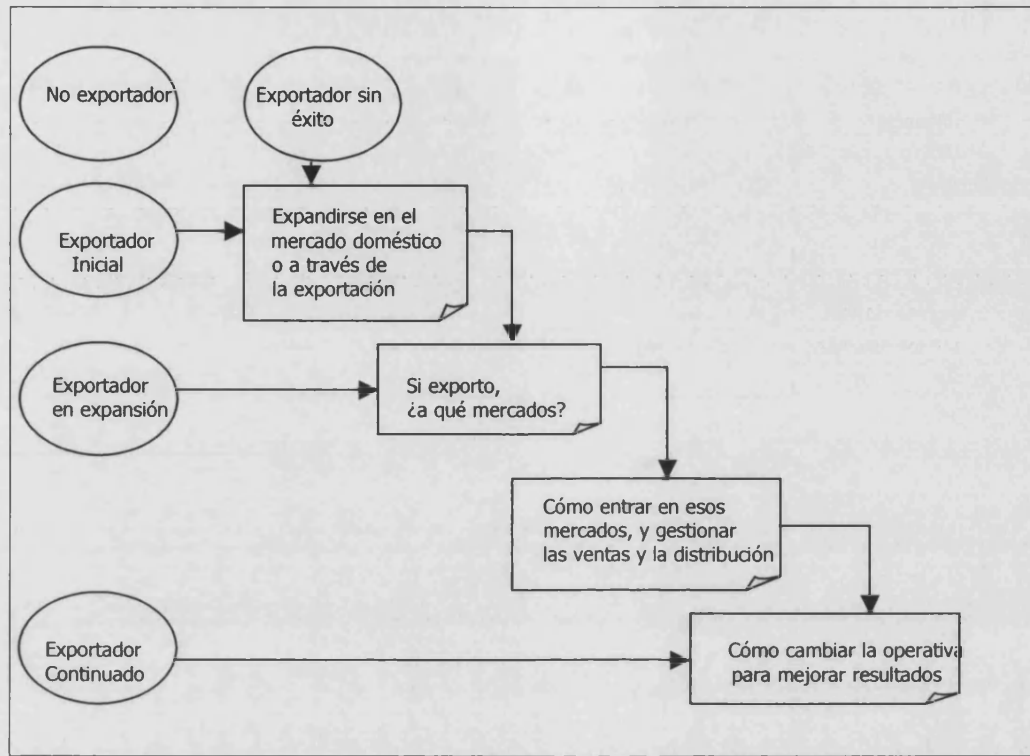 No exportador
Exportador sin
éxito
Exportador
Inicial
Expandirse en el
mercado doméstico
o a través de
la exportación
Exportador
en expansión
Si exporto,
¿a qué mercados?
Cómo entrar en esos
mercados, y gestionar
las ventas y la distribución
Exportador
Continuado
Cómo cambiar la operativa
para mejorar resultados